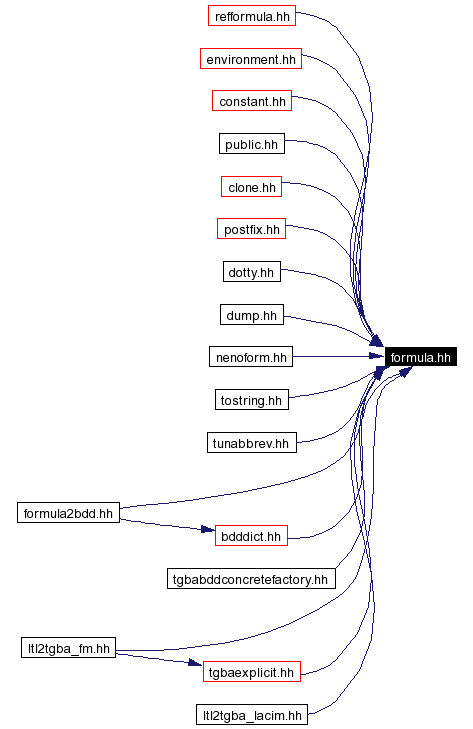 refformula.hh
environment.hh
constant.hh
public.hh
clone.hh
postfix.hh
dotty.hh
dump.hh
nenoform.hh
formula.hh
tostring.hh
tunabbrev.hh
formula2bdd.hh
bdddict.hh
tgbabddconcretefactory.hh
ltl2tgba_fm.hh
tgbaexplicit.hh
ltl2tgba_lacim.hh